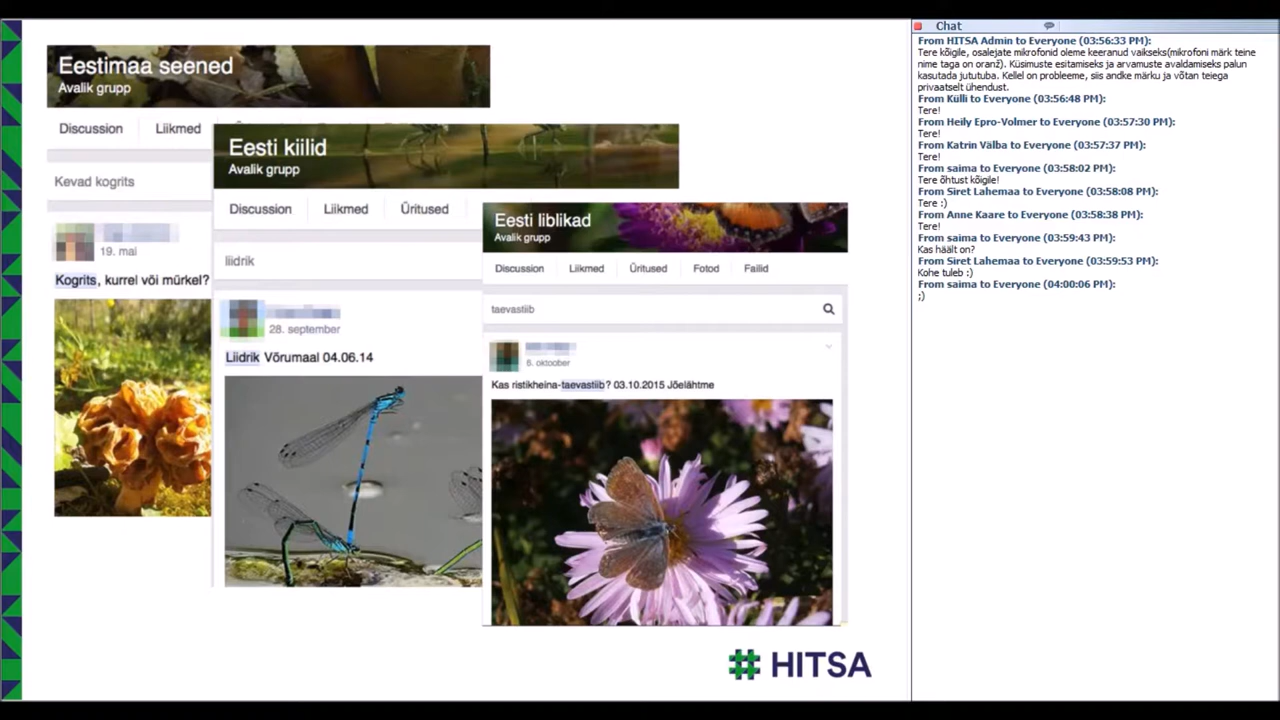 Eestimaa seened
Avalik grupp
Discussion Liikmed
Kevad kogrits
19. mai
Kogrits, kurrel või mürkel?
Eesti kiilid
Avalik grupp
Discussion Liikmed Üritused
liidrik
28. september
Liidrik Võrumaal 04.06.14
Eesti liblikad
Avalik grupp
Discussion Liikmed Üritused Fotod Failid
taevastiib
6. oktoober
Kas ristikheina-taevastiib? 03.10.2015 Jõelähtme
HITSA
Chat
From HITSA Admin to Everyone (03:56:33 PM):
Tere kõigile, osalejate mikrofonid oleme keeranud vaikseks(mikrofoni märk teine
nime taga on oranž). Küsimuste esitamiseks ja arvamuste avaldamiseks palun
kasutada jututuba. Kellel on probleeme, siis andke märku ja võtan teiega
privaatselt ühendust.
From Külli to Everyone (03:56:48 PM):
Tere!
From Heily Epro-Volmer to Everyone (03:57:30 PM):
Tere!
From Katrin Välba to Everyone (03:57:37 PM):
Tere!
From saima to Everyone (03:58:02 PM):
Tere õhtust kõigile!
From Siret Lahemaa to Everyone (03:58:08 PM):
Tere :)
From Anne Kaare to Everyone (03:58:38 PM):
Tere!
From saima to Everyone (03:59:43 PM):
Kas häält on?
From Siret Lahemaa to Everyone (03:59:53 PM):
Kohe tuleb :)
From saima to Everyone (04:00:06 PM):
;)